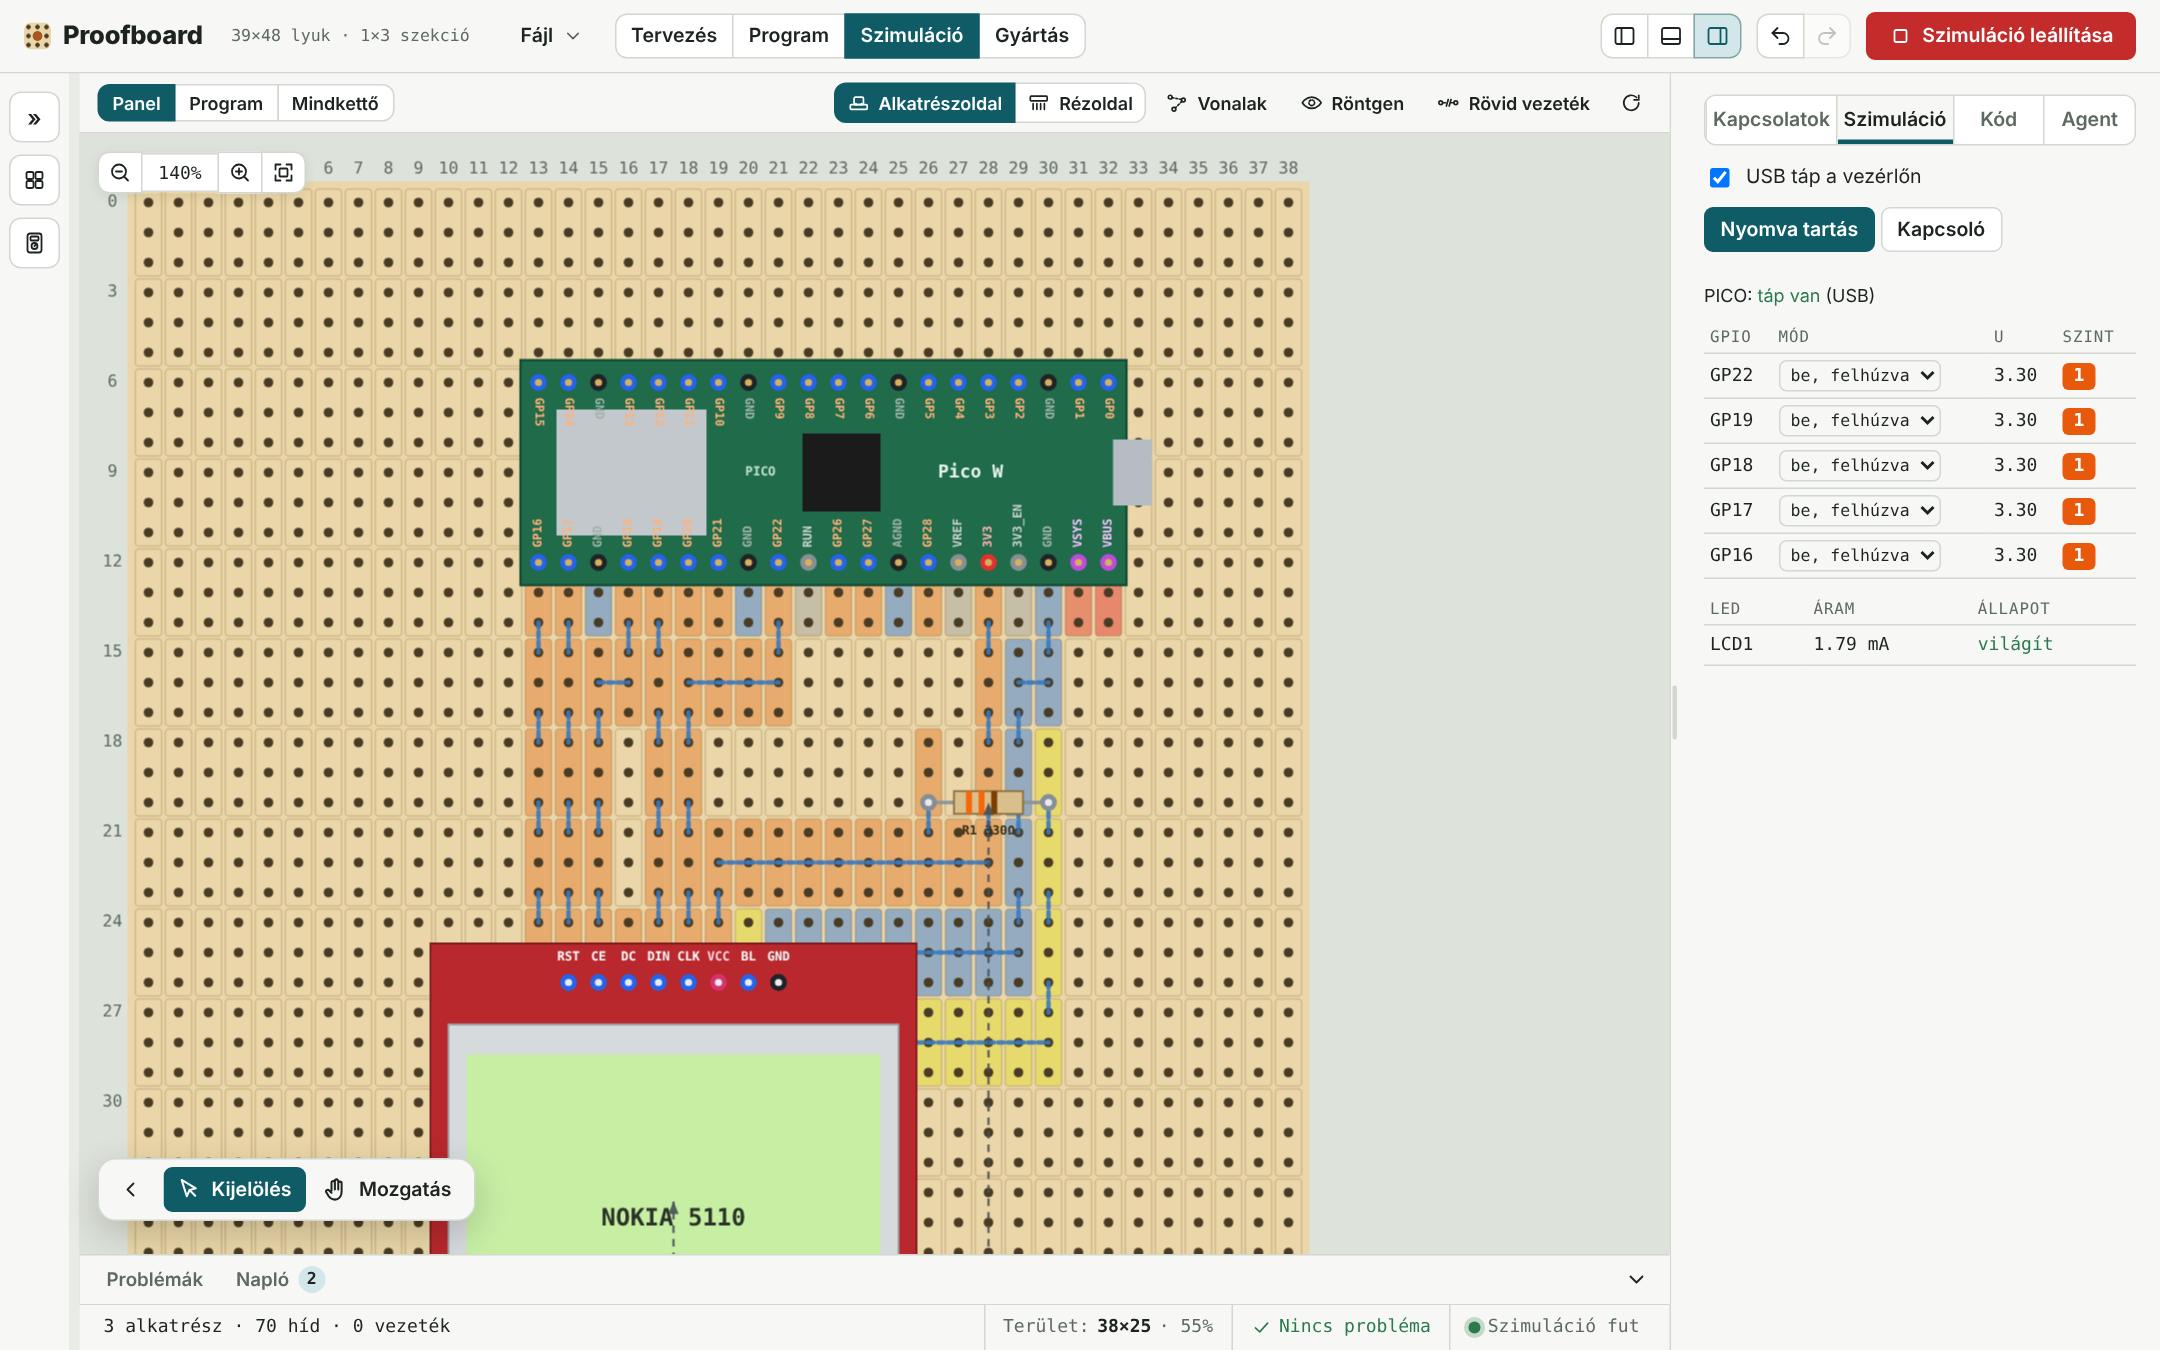 Proofboard 39×48 lyuk · 1×3 szekció Fájl Tervezés Program Szimuláció Gyártás Szimuláció leállítása
Panel Program Mindkettő Alkatrészoldal Rézoldal Vonalak Röntgen Rövid vezeték
140%
6 7 8 9 10 11 12 13 14 15 16 17 18 19 20 21 22 23 24 25 26 27 28 29 30 31 32 33 34 35 36 37 38
0
3
6
GP15 GND GP10 GND GP9 GP8 GP7 GP6 GND GP5 GP4 GP3 GP2 GND GP1 GP0
9
PICO Pico W
GP16 GP21 GND GP22 RUN GP26 GP27 AGND GP28 VREF 3V3 3V3_EN GND VSYS VBUS
12
15
18
21
R1 330Ω
24
RST CE DC DIN CLK VCC BL GND
27
30
NOKIA 5110
Kijelölés Mozgatás
Problémák Napló 2
3 alkatrész · 70 híd · 0 vezeték Terület: 38×25 · 55% Nincs probléma Szimuláció fut
Kapcsolatok Szimuláció Kód Agent
USB táp a vezérlőn
Nyomva tartás Kapcsoló
PICO: táp van (USB)
GPIO MÓD U SZINT
GP22 be, felhúzva 3.30 1
GP19 be, felhúzva 3.30 1
GP18 be, felhúzva 3.30 1
GP17 be, felhúzva 3.30 1
GP16 be, felhúzva 3.30 1
LED ÁRAM ÁLLAPOT
LCD1 1.79 mA világít